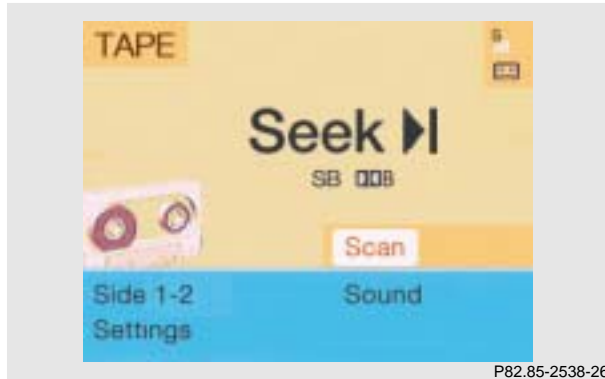 TAPE
Seek
SB B
Scan
Side 1-2 Sound
Settings
P82.85-2538-26